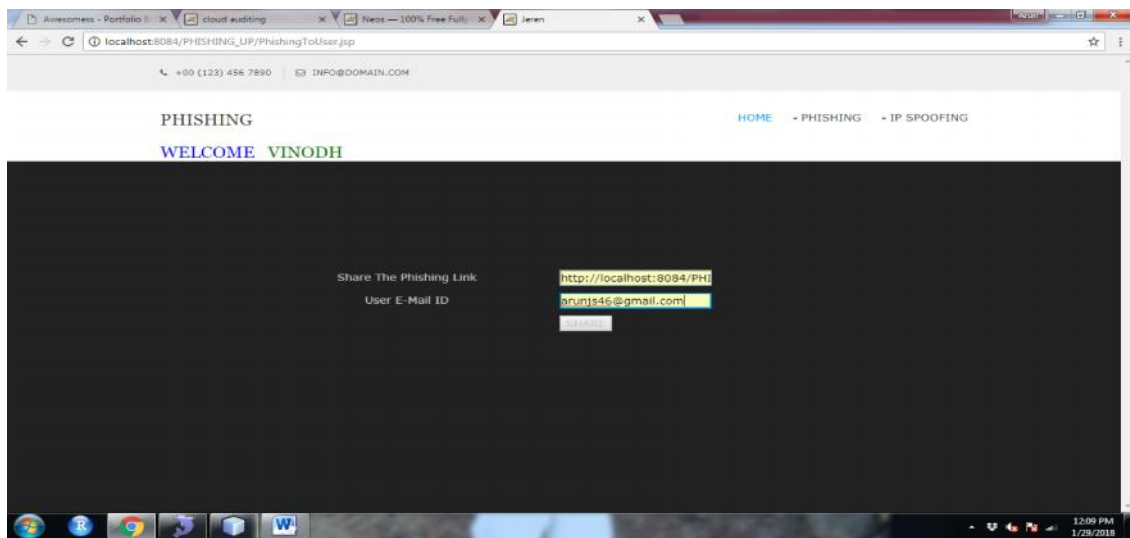 Awesomess - Portfolio
cloud auditing
Neos — 100% Free Fully
Jeren
Arun
localhost:8084/PHISHING_UP/PhishingToUser.jsp
+00 (123) 456 7890
INFO@DOMAIN.COM
PHISHING
HOME
PHISHING
IP SPOOFING
WELCOME VINODH
Share The Phishing Link
http://localhost:8084/PHI
User E-Mail ID
arunjs46@gmail.com
SHARE
R
W
12:09 PM
1/29/2018